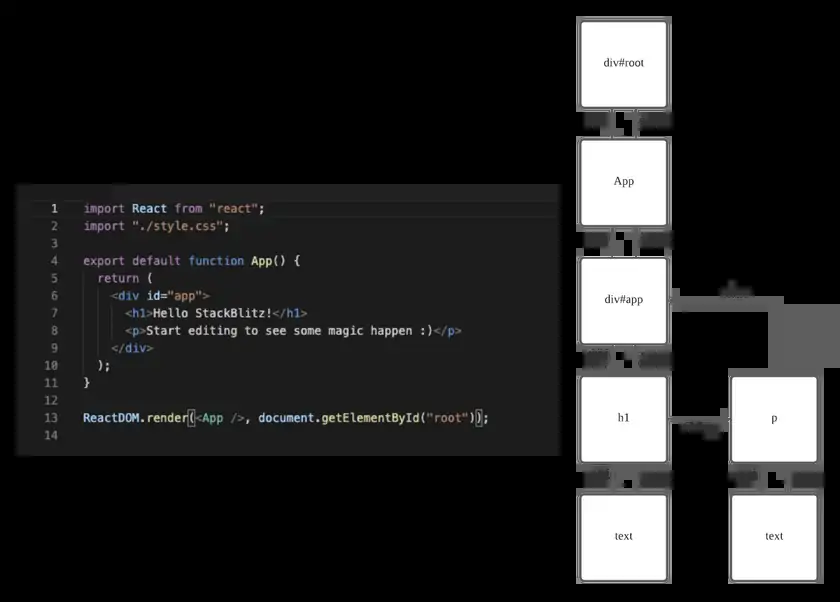 1 import React from "react";
2 import "./style.css";
3
4 export default function App() {
5 return (
6 <div id="app">
7 <h1>Hello StackBlitz!</h1>
8 <p>Start editing to see some magic happen :)</p>
9 </div>
10 );
11 }
12
13 ReactDOM.render(<App />, document.getElementById("root"));
14
div#root
App
div#app
h1
p
text
text